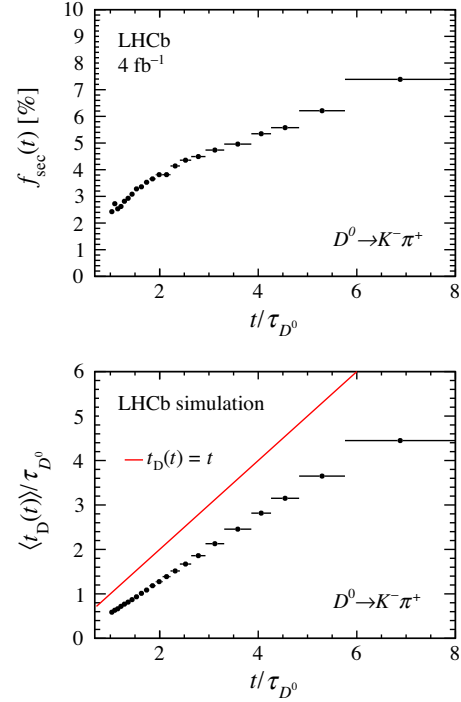 LHCb
4 fb⁻¹
10
9
8
7
6
5
4
3
2
1
0
f_sec(t) [%]
D⁰→K⁻π⁺
2 4 6 8
t/τ_D⁰
LHCb simulation
t_D(t) = t
6
5
4
3
2
1
0
⟨t_D(t)⟩/τ_D⁰
D⁰→K⁻π⁺
2 4 6 8
t/τ_D⁰